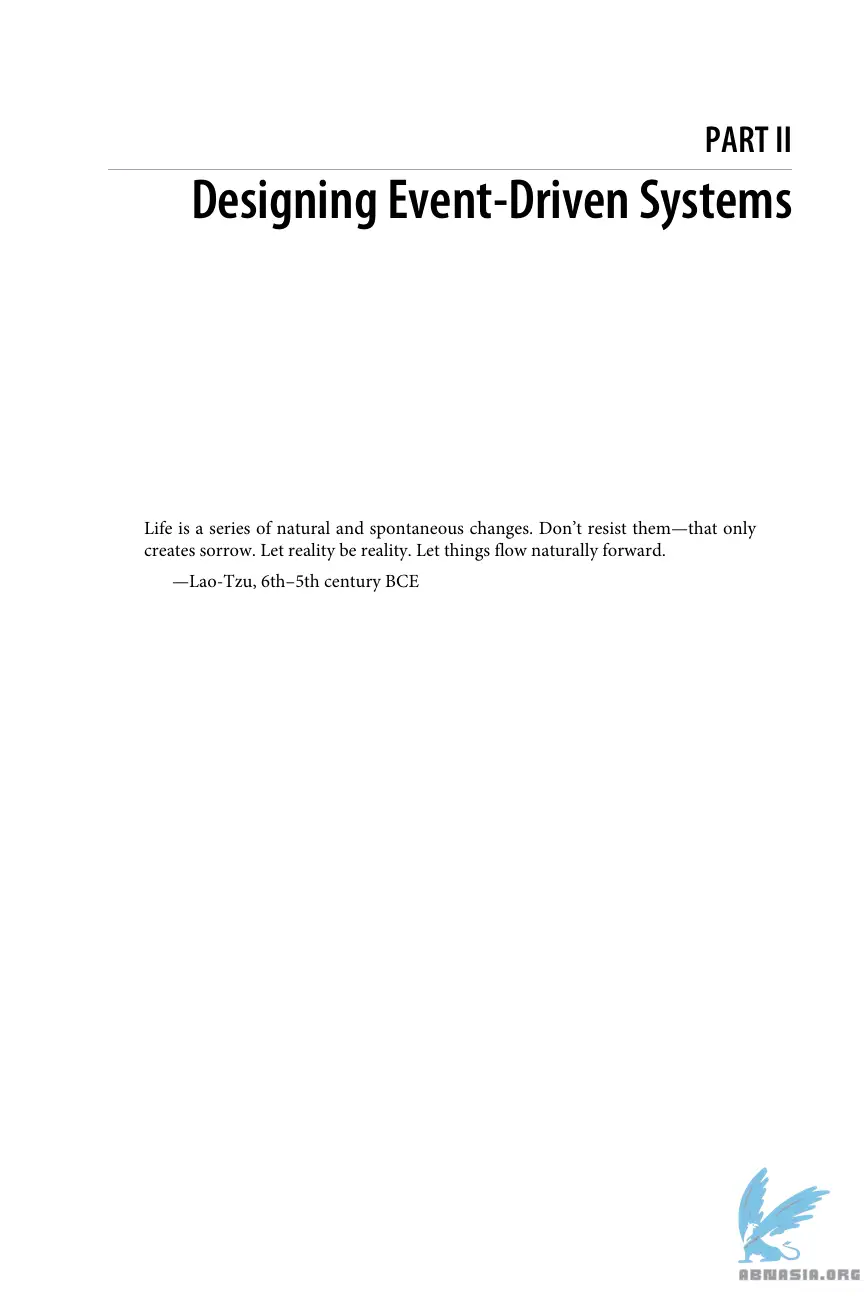 PART II
Designing Event-Driven Systems
Life is a series of natural and spontaneous changes. Don’t resist them—that only
creates sorrow. Let reality be reality. Let things flow naturally forward.
—Lao-Tzu, 6th–5th century BCE
ABNASIA.ORG